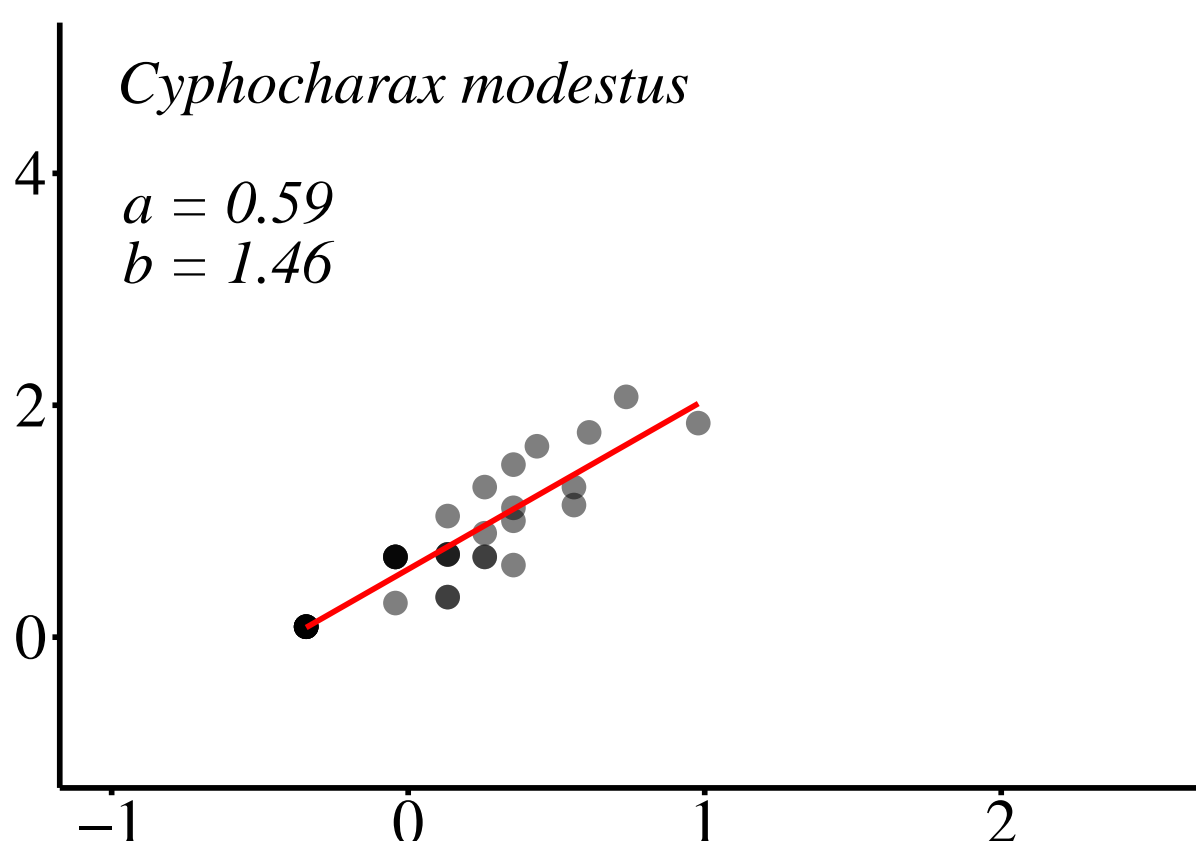 Cyphocharax modestus
4
a = 0.59
b = 1.46
2
0
−1 0 1 2